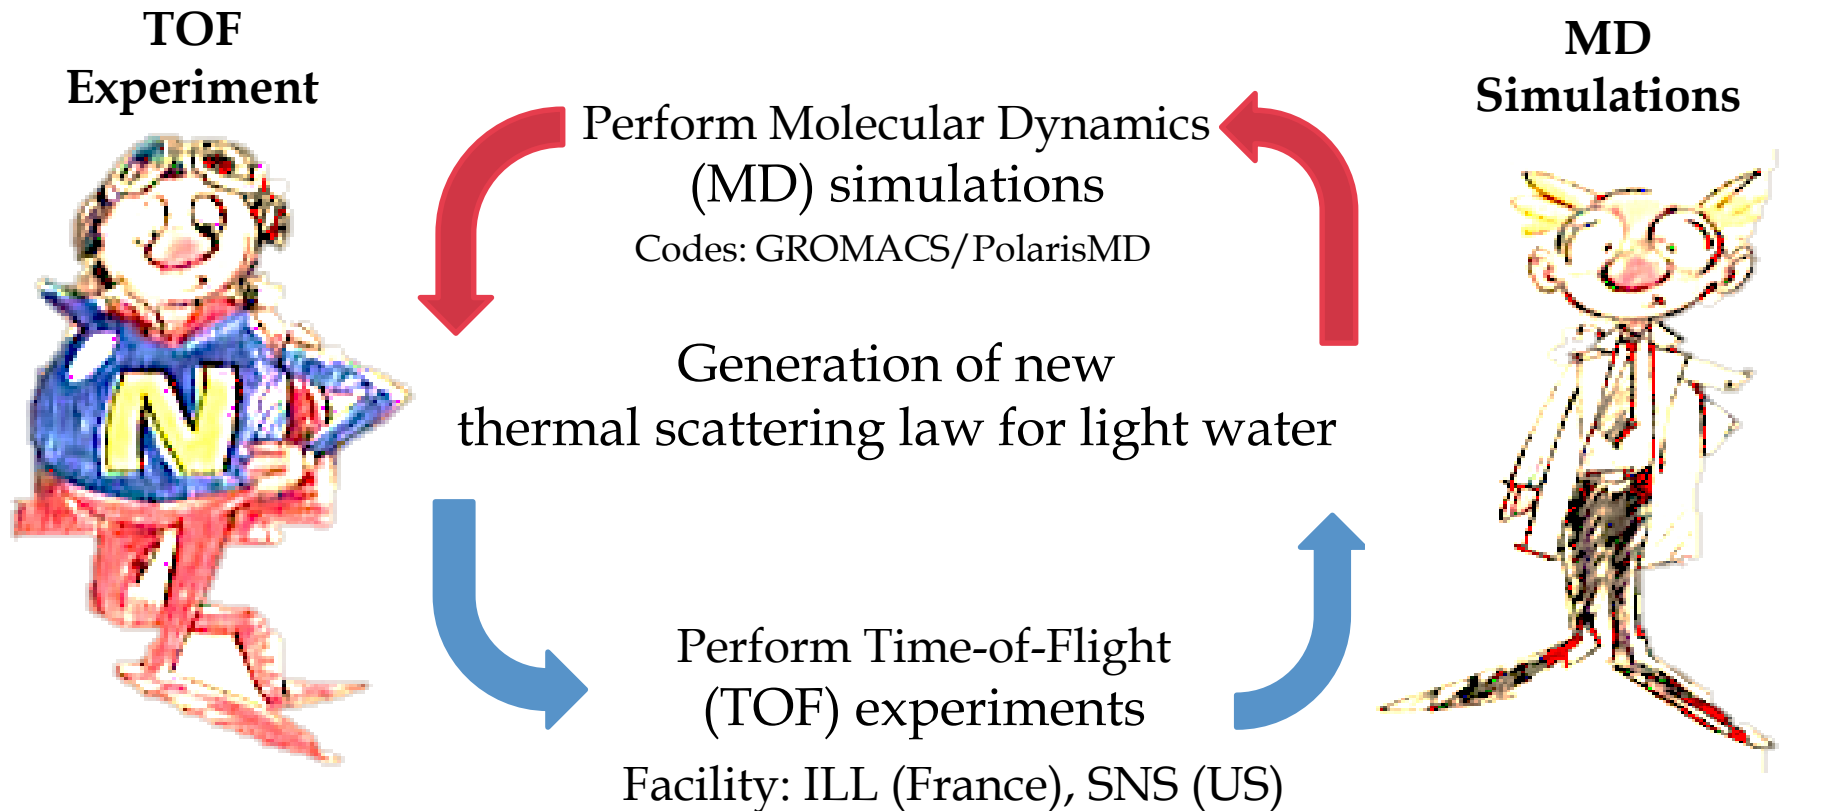 TOF
Experiment
MD
Simulations
Perform Molecular Dynamics
(MD) simulations
Codes: GROMACS/PolarisMD
Generation of new
thermal scattering law for light water
N
Perform Time-of-Flight
(TOF) experiments
Facility: ILL (France), SNS (US)